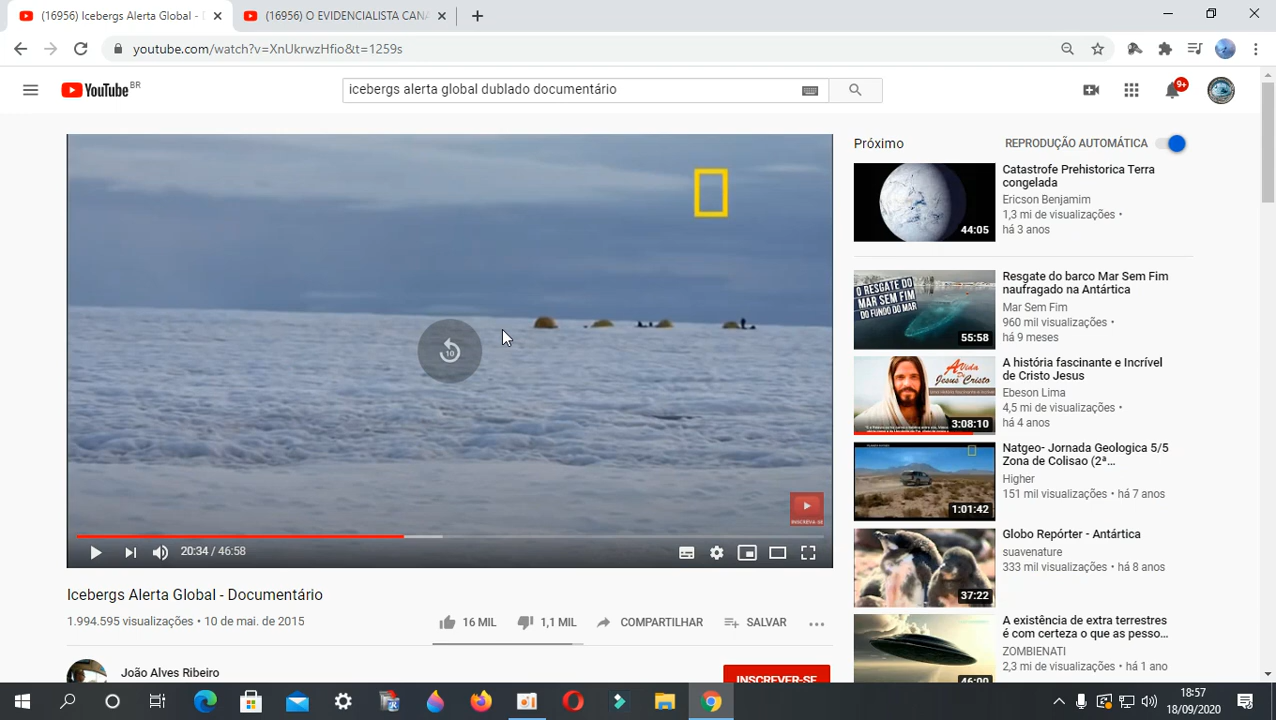 (16956) Icebergs Alerta Global -
(16956) O EVIDENCIALISTA CANA
youtube.com/watch?v=XnUkrwzHfio&t=1259s
YouTube BR
icebergs alerta global dublado documentário
9+
Próximo
REPRODUÇÃO AUTOMÁTICA
Catastrofe Prehistorica Terra
congelada
Ericson Benjamim
1,3 mi de visualizações •
há 3 anos
44:05
O RESGATE DO
MAR SEM FIM
DO FUNDO DO MAR
55:58
Resgate do barco Mar Sem Fim
naufragado na Antártica
Mar Sem Fim
960 mil visualizações •
há 9 meses
A Vida
De
Jesus Cristo
3:08:10
A história fascinante e Incrível
de Cristo Jesus
Ebeson Lima
4,5 mi de visualizações •
há 4 anos
1:01:42
Natgeo- Jornada Geologica 5/5
Zona de Colisao (2ª...
Higher
151 mil visualizações • há 7 anos
37:22
Globo Repórter - Antártica
suavenature
333 mil visualizações • há 8 anos
46:00
A existência de extra terrestres
é com certeza o que as pesso...
ZOMBIENATI
2,3 mi de visualizações • há 1 ano
10
INSCREVA-SE
20:34 / 46:58
Icebergs Alerta Global - Documentário
1.994.595 visualizações • 10 de mai. de 2015
16 MIL
1,1 MIL
COMPARTILHAR
SALVAR
João Alves Ribeiro
INSCREVER-SE
18:57
18/09/2020